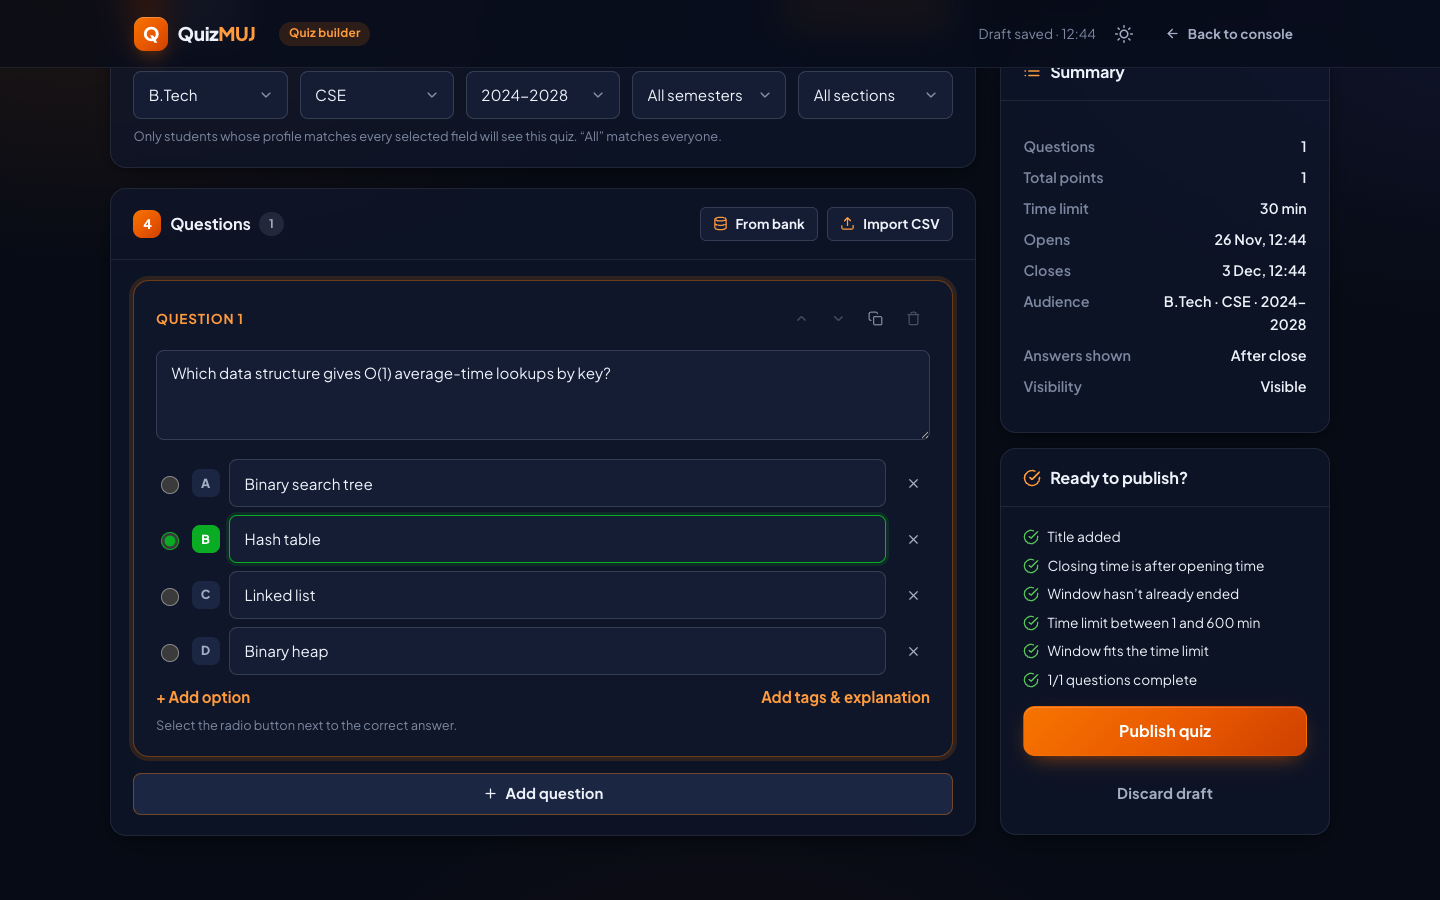 Q QuizMUJ Quiz builder Draft saved · 12:44 Back to console
B.Tech CSE 2024–2028 All semesters All sections
Only students whose profile matches every selected field will see this quiz. “All” matches everyone.
4 Questions 1 From bank Import CSV
QUESTION 1
Which data structure gives O(1) average-time lookups by key?
A Binary search tree
B Hash table
C Linked list
D Binary heap
+ Add option Add tags & explanation
Select the radio button next to the correct answer.
+ Add question
Summary
Questions 1
Total points 1
Time limit 30 min
Opens 26 Nov, 12:44
Closes 3 Dec, 12:44
Audience B.Tech · CSE · 2024–
2028
Answers shown After close
Visibility Visible
Ready to publish?
Title added
Closing time is after opening time
Window hasn’t already ended
Time limit between 1 and 600 min
Window fits the time limit
1/1 questions complete
Publish quiz
Discard draft